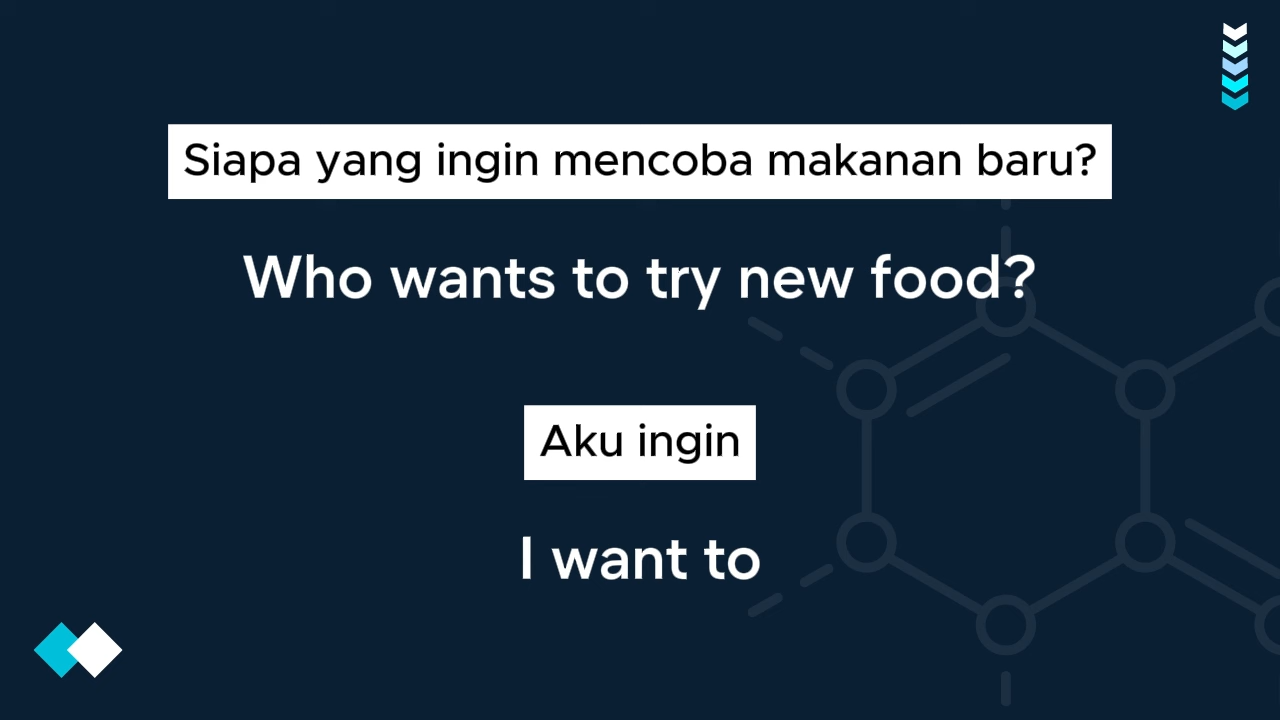 Siapa yang ingin mencoba makanan baru?
Who wants to try new food?
Aku ingin
I want to